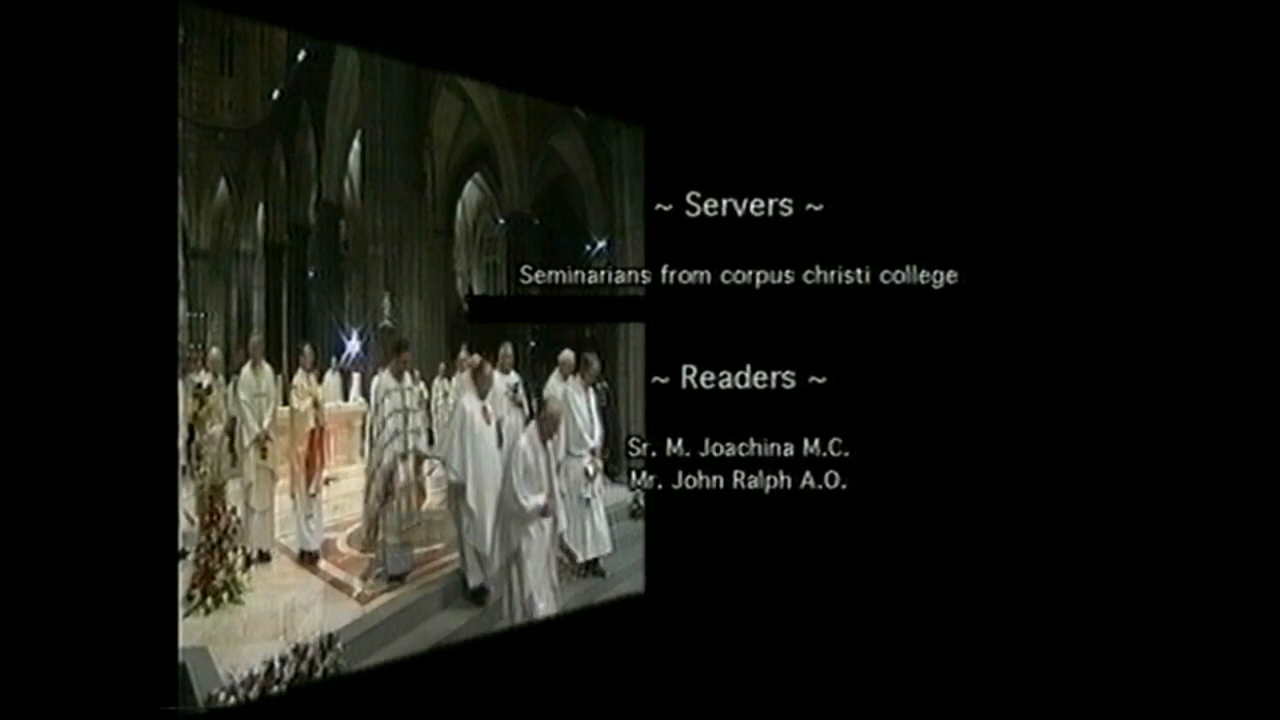 ~ Servers ~
Seminarians from corpus christi college
~ Readers ~
Sr. M. Joachina M.C.
Mr. John Ralph A.O.